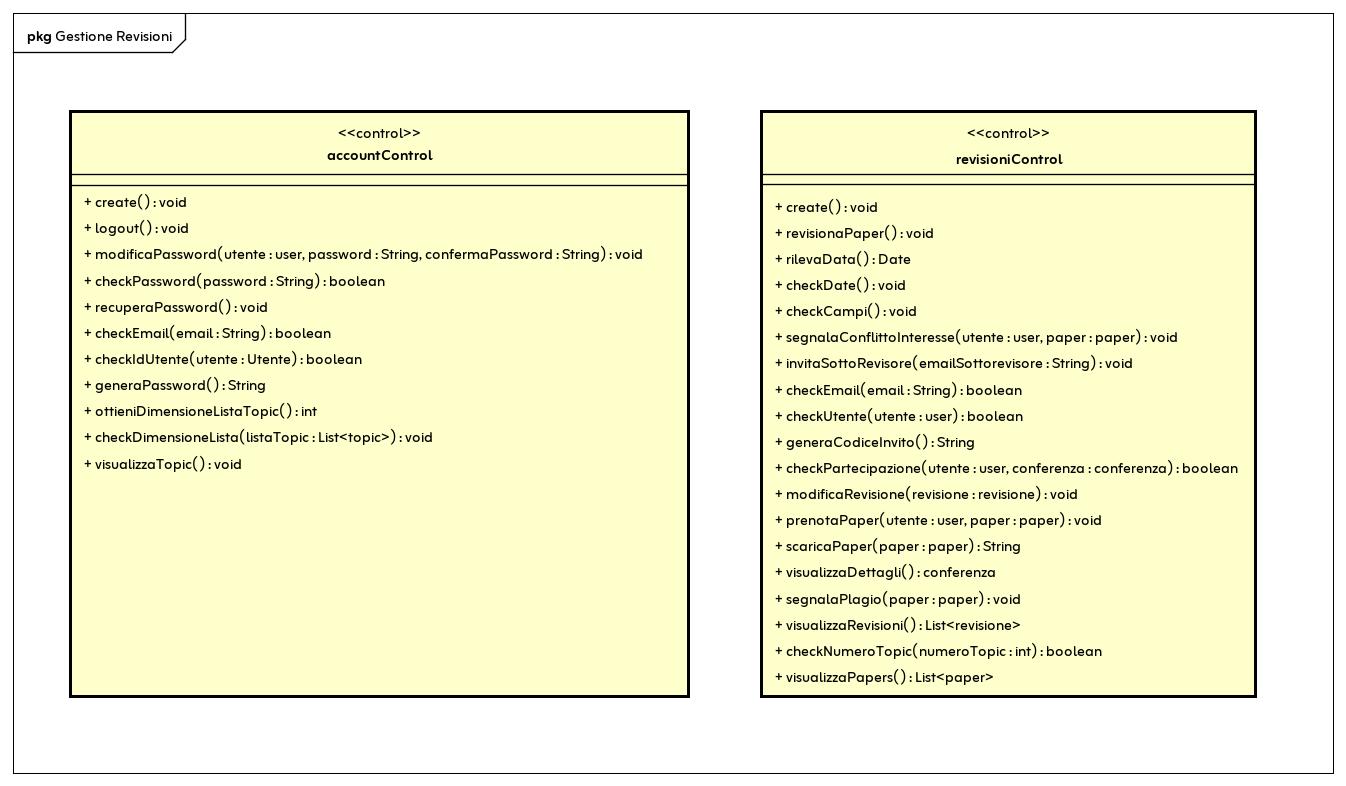 pkg Gestione Revisioni
<<control>>
accountControl
+ create() : void
+ logout() : void
+ modificaPassword(utente : user, password : String, confermaPassword : String) : void
+ checkPassword(password : String) : boolean
+ recuperaPassword() : void
+ checkEmail(email : String) : boolean
+ checkIdUtente(utente : Utente) : boolean
+ generaPassword() : String
+ ottieniDimensioneListaTopic() : int
+ checkDimensioneLista(listaTopic : List<topic>) : void
+ visualizzaTopic() : void
<<control>>
revisioniControl
+ create() : void
+ revisionaPaper() : void
+ rilevaData() : Date
+ checkDate() : void
+ checkCampi() : void
+ segnalaConflittoInteresse(utente : user, paper : paper) : void
+ invitaSottoRevisore(emailSottorevisore : String) : void
+ checkEmail(email : String) : boolean
+ checkUtente(utente : user) : boolean
+ generaCodiceInvito() : String
+ checkPartecipazione(utente : user, conferenza : conferenza) : boolean
+ modificaRevisione(revisione : revisione) : void
+ prenotaPaper(utente : user, paper : paper) : void
+ scaricaPaper(paper : paper) : String
+ visualizzaDettagli() : conferenza
+ segnalaPlagio(paper : paper) : void
+ visualizzaRevisioni() : List<revisione>
+ checkNumeroTopic(numeroTopic : int) : boolean
+ visualizzaPapers() : List<paper>